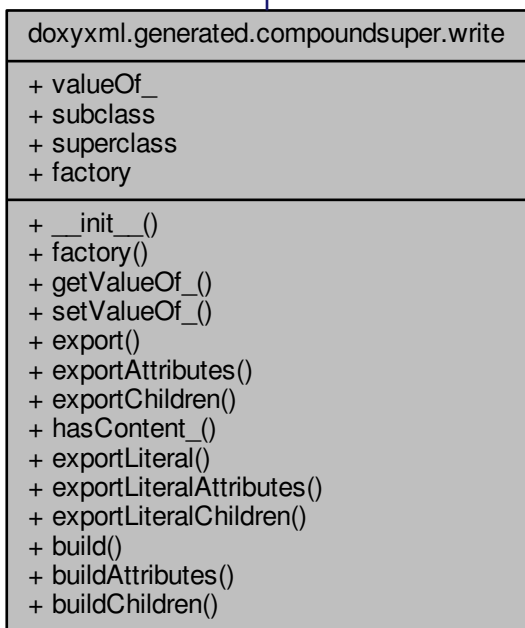 doxyxml.generated.compoundsuper.write
+ valueOf_
+ subclass
+ superclass
+ factory
+ __init__()
+ factory()
+ getValueOf_()
+ setValueOf_()
+ export()
+ exportAttributes()
+ exportChildren()
+ hasContent_()
+ exportLiteral()
+ exportLiteralAttributes()
+ exportLiteralChildren()
+ build()
+ buildAttributes()
+ buildChildren()